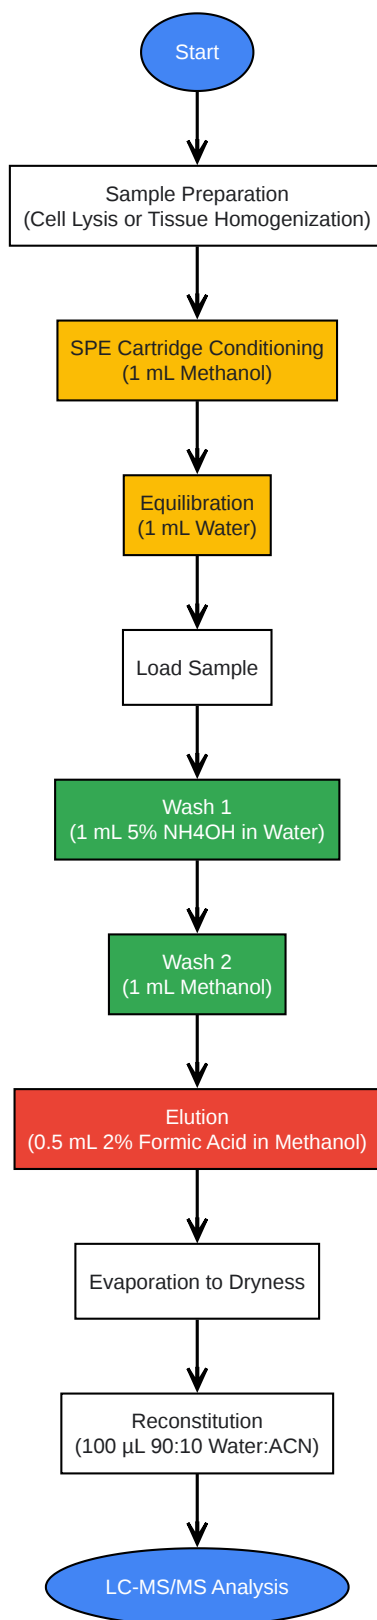 Start
Sample Preparation
(Cell Lysis or Tissue Homogenization)
SPE Cartridge Conditioning
(1 mL Methanol)
Equilibration
(1 mL Water)
Load Sample
Wash 1
(1 mL 5% NH4OH in Water)
Wash 2
(1 mL Methanol)
Elution
(0.5 mL 2% Formic Acid in Methanol)
Evaporation to Dryness
Reconstitution
(100 µL 90:10 Water:ACN)
LC-MS/MS Analysis